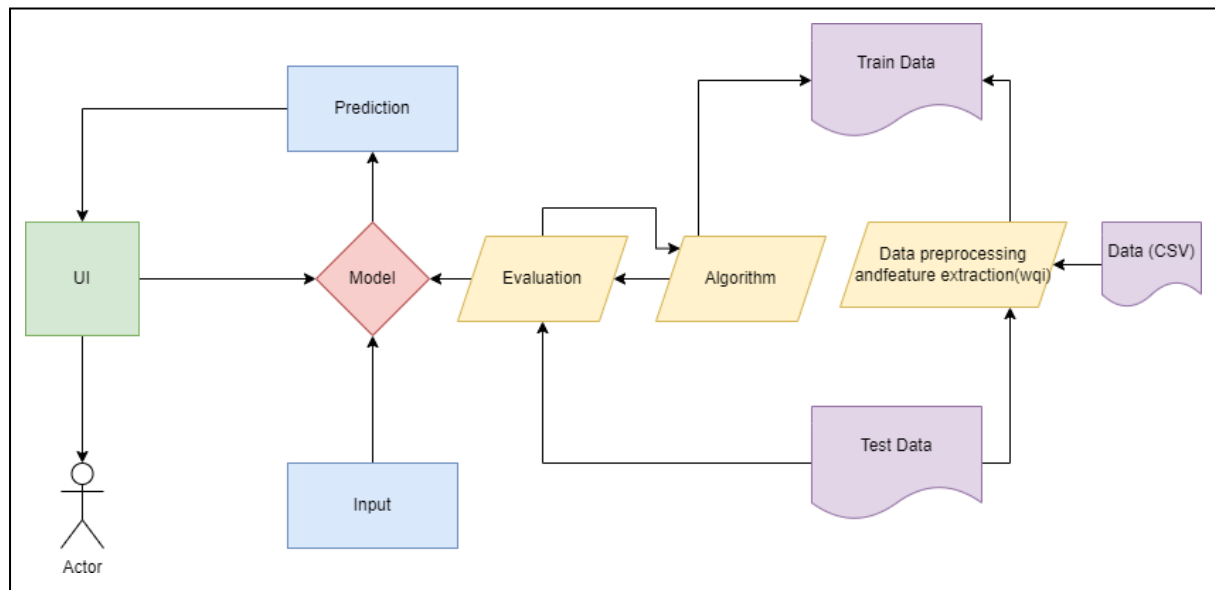 Train Data
Prediction
UI
Model
Evaluation
Algorithm
Data preprocessing
andfeature extraction(wqi)
Data (CSV)
Test Data
Input
Actor